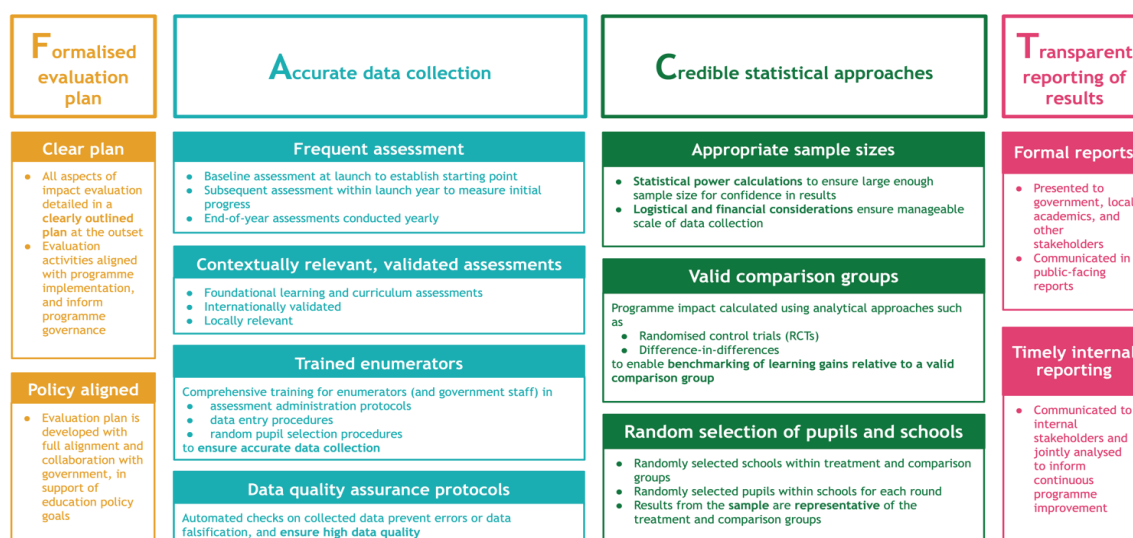 Formalised
evaluation
plan
Clear plan
● All aspects of
impact evaluation
detailed in a
clearly outlined
plan at the outset
● Evaluation
activities aligned
with programme
implementation,
and inform
programme
governance
Policy aligned
● Evaluation plan is
developed with
full alignment and
collaboration with
government, in
support of
education policy
goals
Accurate data collection
Frequent assessment
● Baseline assessment at launch to establish starting point
● Subsequent assessment within launch year to measure initial
progress
● End-of-year assessments conducted yearly
Contextually relevant, validated assessments
● Foundational learning and curriculum assessments
● Internationally validated
● Locally relevant
Trained enumerators
Comprehensive training for enumerators (and government staff) in
● assessment administration protocols
● data entry procedures
● random pupil selection procedures
to ensure accurate data collection
Data quality assurance protocols
Automated checks on collected data prevent errors or data
falsification, and ensure high data quality
Credible statistical approaches
Appropriate sample sizes
● Statistical power calculations to ensure large enough
sample size for confidence in results
● Logistical and financial considerations ensure manageable
scale of data collection
Valid comparison groups
Programme impact calculated using analytical approaches such
as
● Randomised control trials (RCTs)
● Difference-in-differences
to enable benchmarking of learning gains relative to a valid
comparison group
Random selection of pupils and schools
● Randomly selected schools within treatment and comparison
groups
● Randomly selected pupils within schools for each round
● Results from the sample are representative of the
treatment and comparison groups
Transparent
reporting of
results
Formal reports
● Presented to
government, local
academics, and
other
stakeholders
● Communicated in
public-facing
reports
Timely internal
reporting
● Communicated to
internal
stakeholders and
jointly analysed
to inform
continuous
programme
improvement